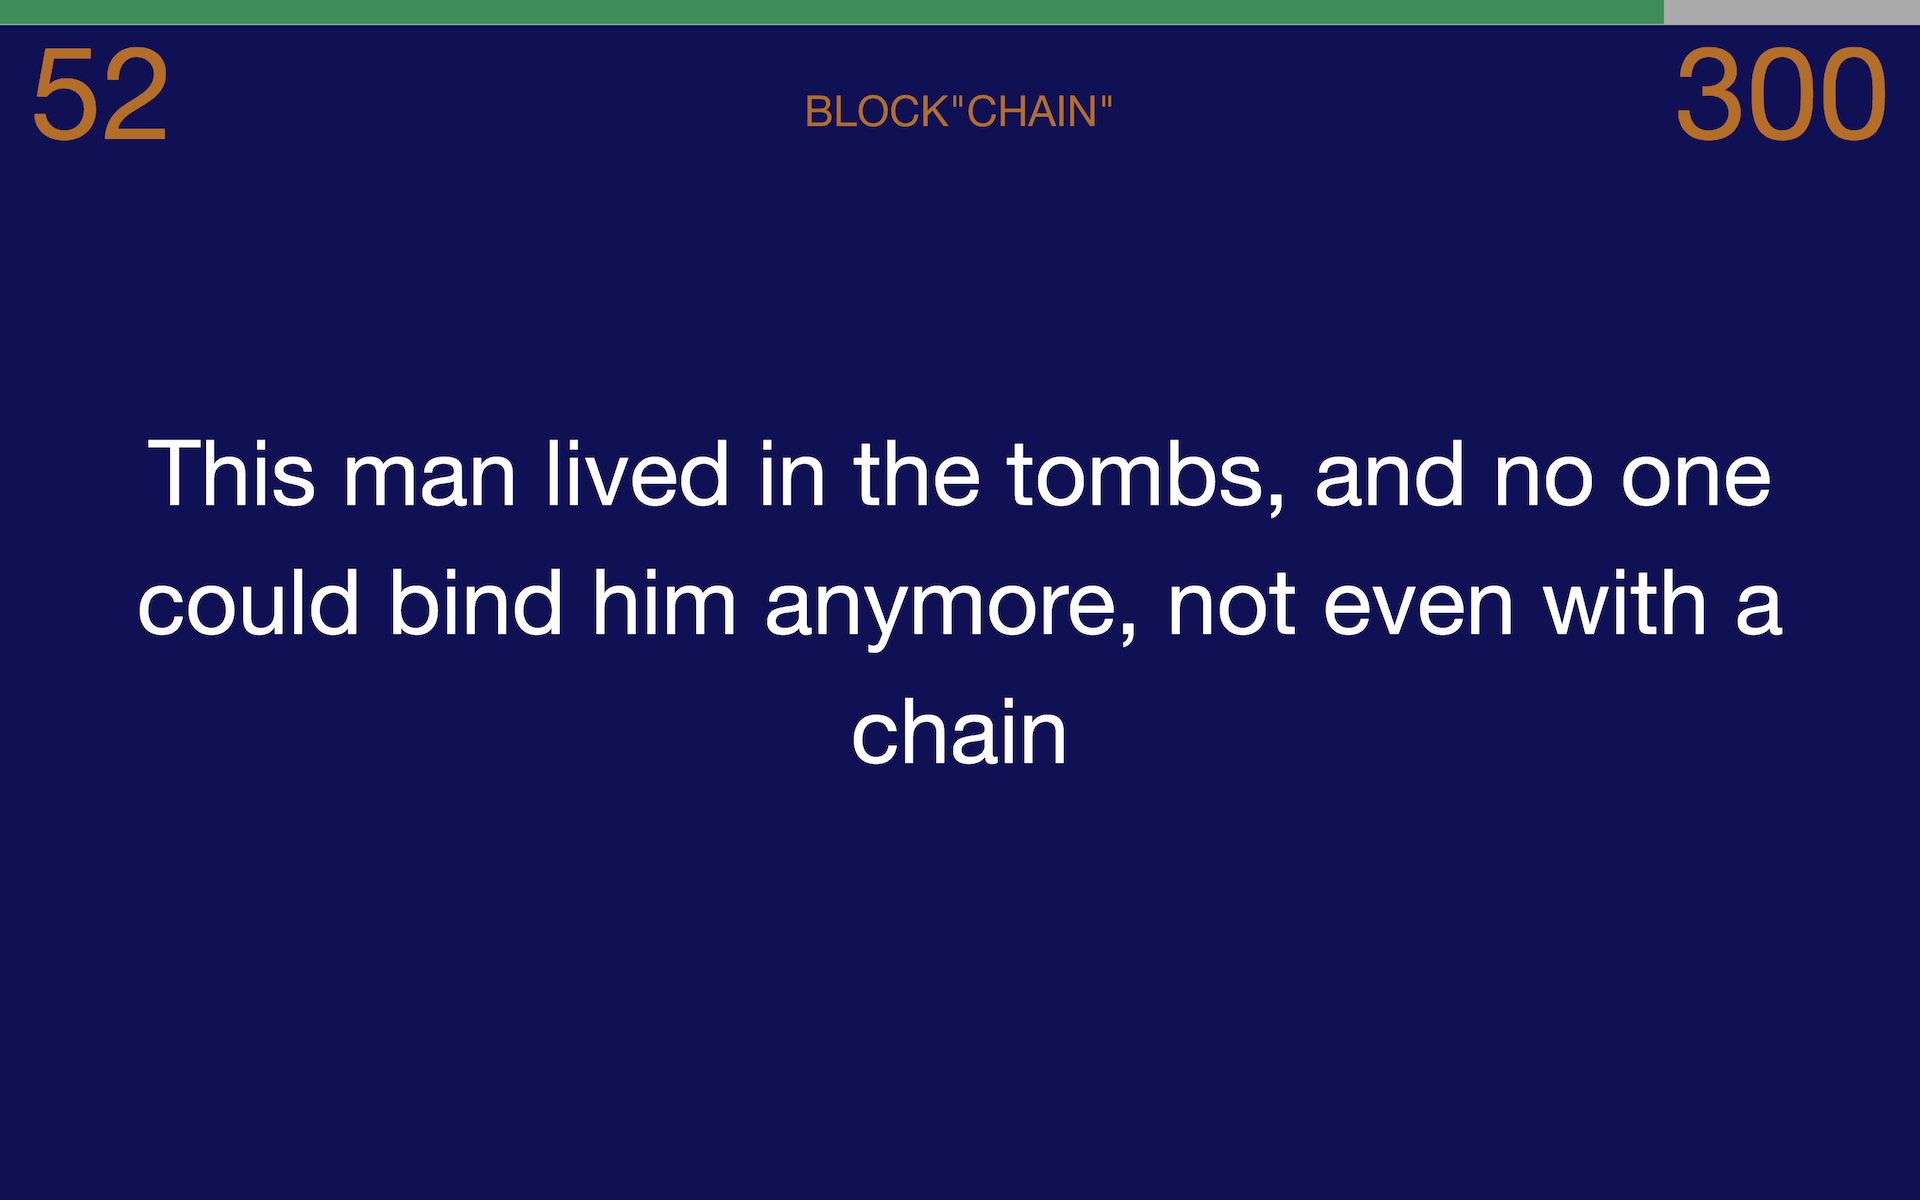 52
BLOCK"CHAIN"
300
This man lived in the tombs, and no one
could bind him anymore, not even with a
chain